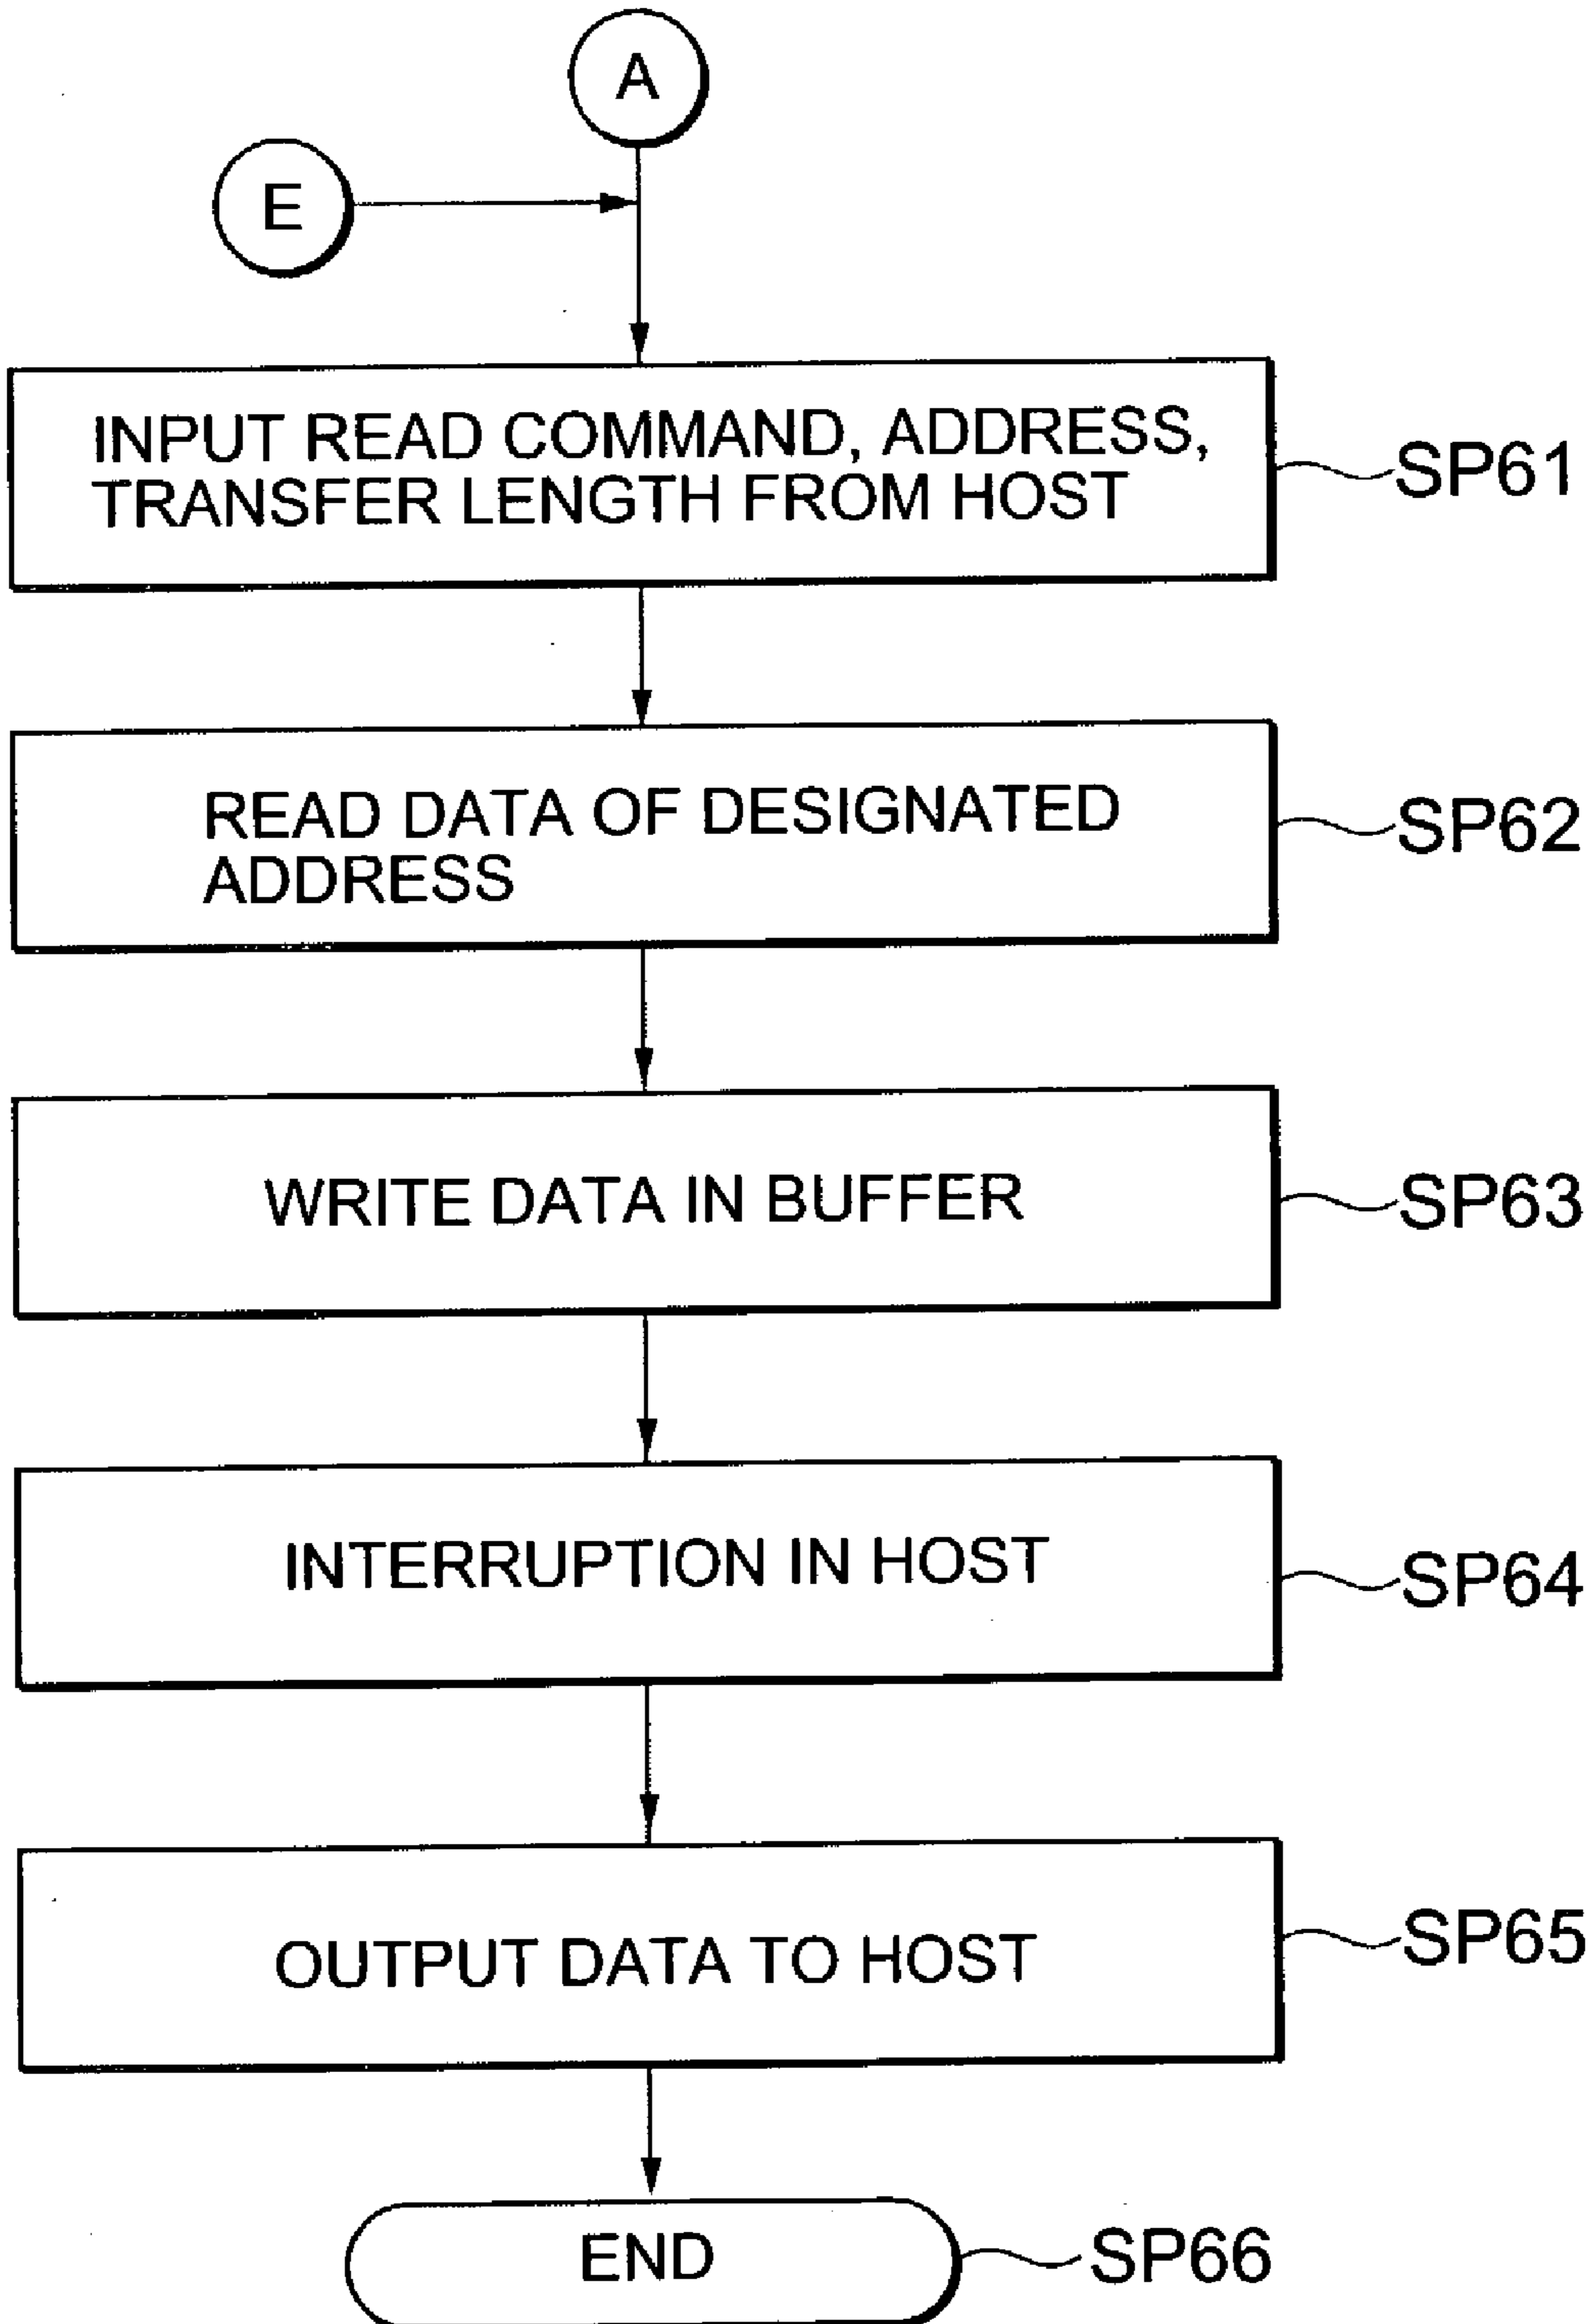 A
E
INPUT READ COMMAND, ADDRESS,
TRANSFER LENGTH FROM HOST
SP61
READ DATA OF DESIGNATED
ADDRESS
SP62
WRITE DATA IN BUFFER
SP63
INTERRUPTION IN HOST
SP64
OUTPUT DATA TO HOST
SP65
END
SP66